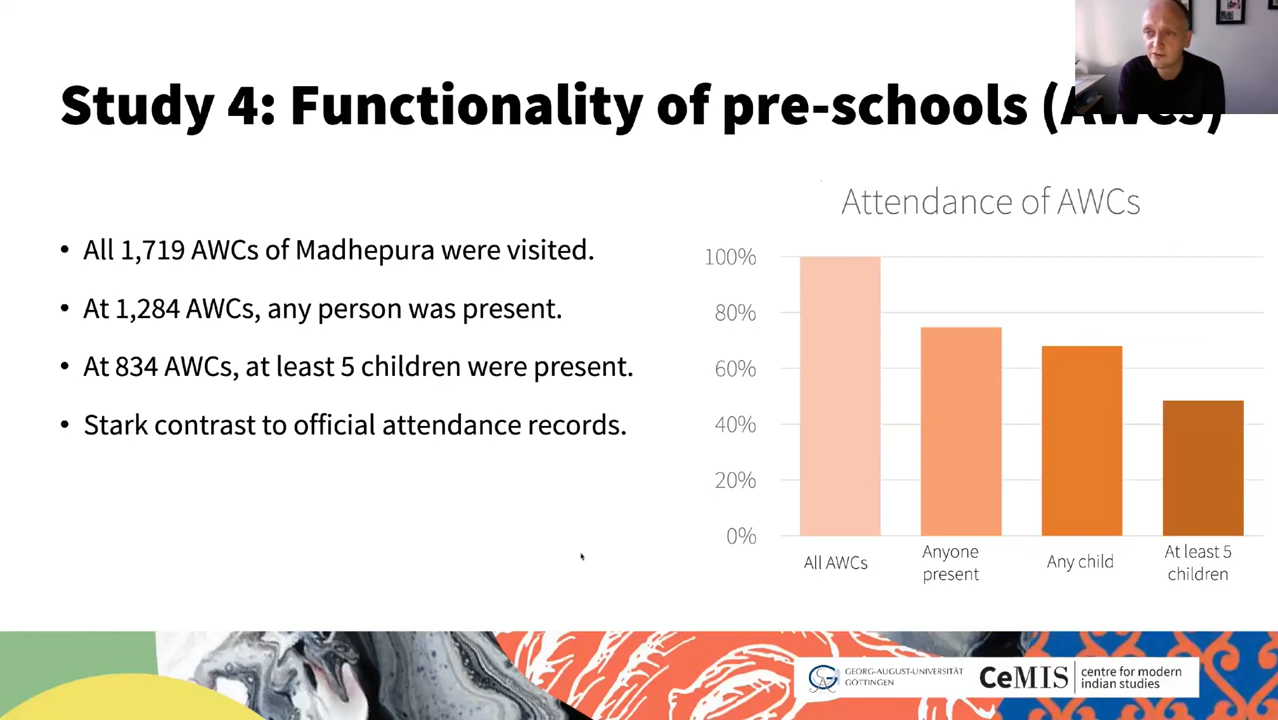 Study 4: Functionality of pre-schools (AWCs)
• All 1,719 AWCs of Madhepura were visited.
• At 1,284 AWCs, any person was present.
• At 834 AWCs, at least 5 children were present.
• Stark contrast to official attendance records.
Attendance of AWCs
100%
80%
60%
40%
20%
0%
All AWCs
Anyone
present
Any child
At least 5
children
GEORG-AUGUST-UNIVERSITÄT
GÖTTINGEN
CeMIS
centre for modern
indian studies